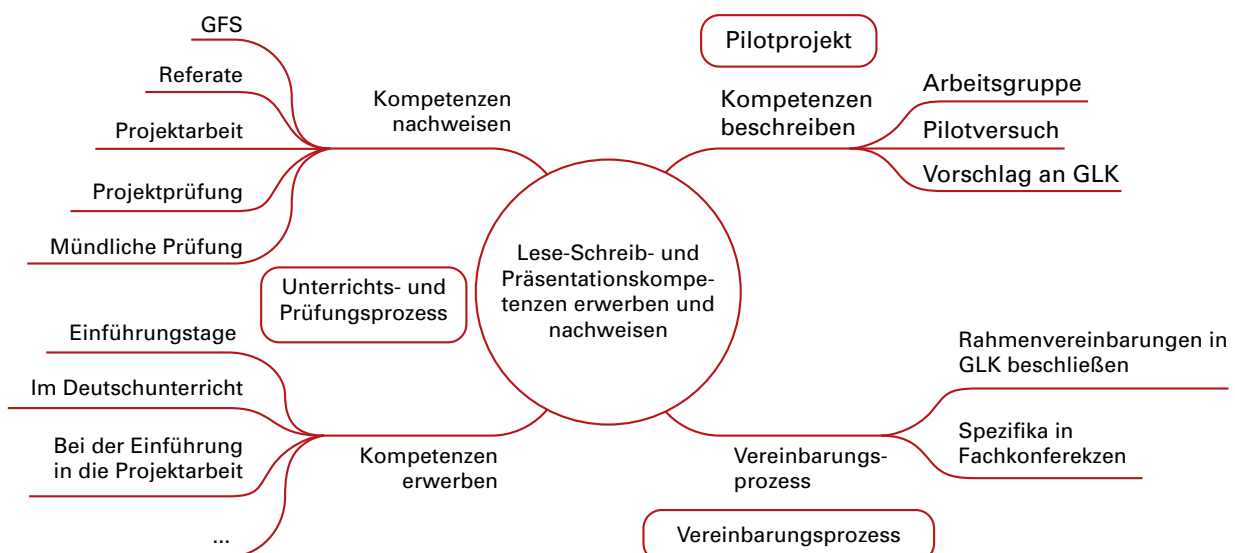 GFS
Referate
Projektarbeit
Projektprüfung
Mündliche Prüfung
Kompetenzen
nachweisen
Pilotprojekt
Kompetenzen
beschreiben
Arbeitsgruppe
Pilotversuch
Vorschlag an GLK
Lese-Schreib- und
Präsentationskompe-
tenzen erwerben und
nachweisen
Unterrichts- und
Prüfungsprozess
Einführungstage
Im Deutschunterricht
Bei der Einführung
in die Projektarbeit
...
Kompetenzen
erwerben
Vereinbarungs-
prozess
Rahmenvereinbarungen in
GLK beschließen
Spezifika in
Fachkonferekzen
Vereinbarungsprozess